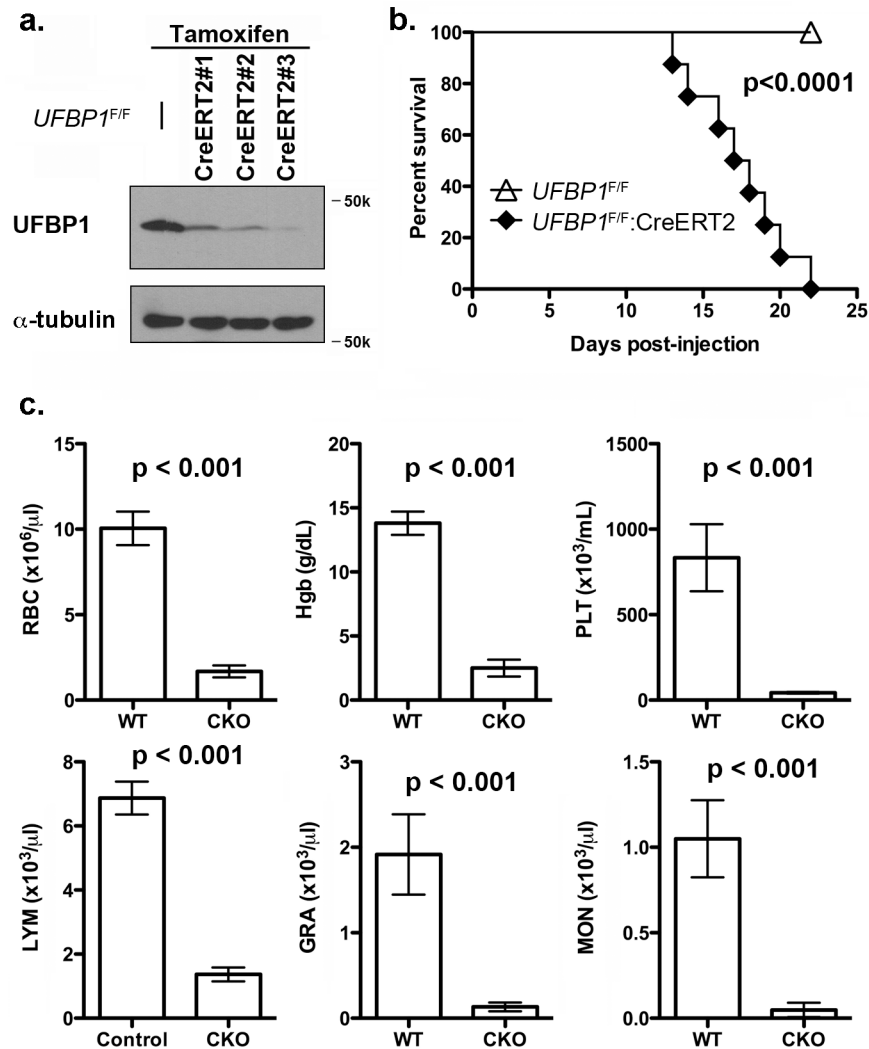 a.
Tamoxifen
UFBP1F/F
CreERT2#1
CreERT2#2
CreERT2#3
UFBP1
50k
α-tubulin
50k
b.
Percent survival
100
80
60
40
20
0
p<0.0001
UFBP1F/F
UFBP1F/F:CreERT2
0 5 10 15 20 25
Days post-injection
c.
RBC (x10⁶/μl)
15
10
5
0
p < 0.001
WT CKO
Hgb (g/dL)
20
15
10
5
0
p < 0.001
WT CKO
PLT (x10³/mL)
1500
1000
500
0
p < 0.001
WT CKO
LYM (x10³/μl)
8
6
4
2
0
p < 0.001
Control CKO
GRA (x10³/μl)
3
2
1
0
p < 0.001
WT CKO
MON (x10³/μl)
1.5
1.0
0.5
0.0
p < 0.001
WT CKO